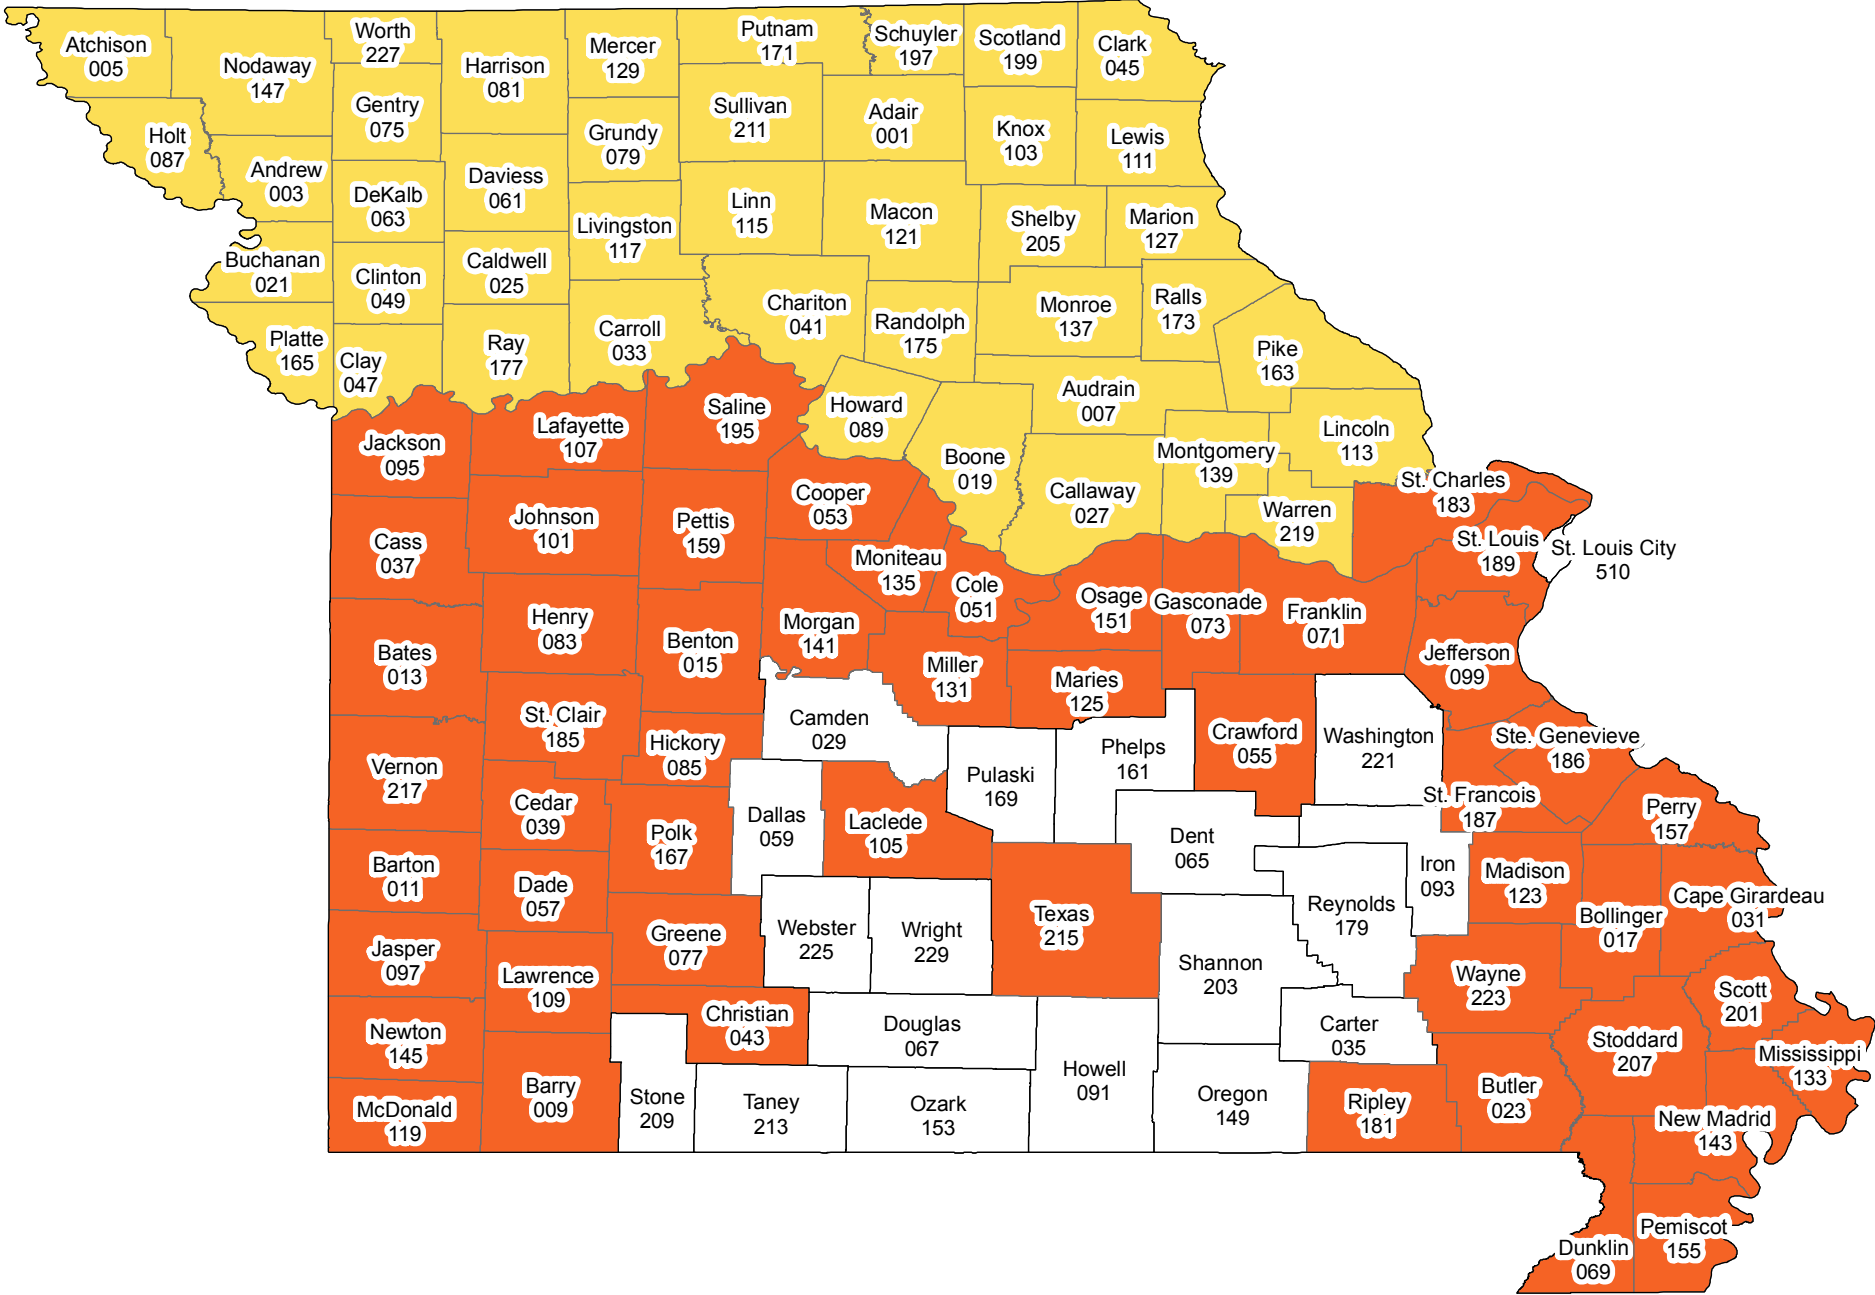 Atchison
005
Nodaway
147
Worth
227
Harrison
081
Mercer
129
Putnam
171
Schuyler
197
Scotland
199
Clark
045
Holt
087
Andrew
003
Gentry
075
DeKalb
063
Daviess
061
Grundy
079
Sullivan
211
Adair
001
Knox
103
Lewis
111
Livingston
117
Linn
115
Macon
121
Shelby
205
Marion
127
Buchanan
021
Clinton
049
Caldwell
025
Platte
165
Clay
047
Ray
177
Carroll
033
Chariton
041
Randolph
175
Monroe
137
Ralls
173
Pike
163
Jackson
095
Lafayette
107
Saline
195
Howard
089
Boone
019
Audrain
007
Callaway
027
Montgomery
139
Lincoln
113
Warren
219
St. Charles
183
St. Louis
189
St. Louis City
510
Cass
037
Johnson
101
Pettis
159
Cooper
053
Moniteau
135
Cole
051
Osage
151
Gasconade
073
Franklin
071
Jefferson
099
Bates
013
Henry
083
Benton
015
Morgan
141
Miller
131
Maries
125
St. Clair
185
Hickory
085
Camden
029
Pulaski
169
Phelps
161
Crawford
055
Washington
221
Ste. Genevieve
186
St. Francois
187
Perry
157
Vernon
217
Cedar
039
Polk
167
Dallas
059
Laclede
105
Dent
065
Iron
093
Madison
123
Bollinger
017
Cape Girardeau
031
Barton
011
Dade
057
Greene
077
Webster
225
Wright
229
Texas
215
Shannon
203
Reynolds
179
Wayne
223
Scott
201
Jasper
097
Lawrence
109
Christian
043
Douglas
067
Howell
091
Carter
035
Stoddard
207
Mississippi
133
Newton
145
McDonald
119
Barry
009
Stone
209
Taney
213
Ozark
153
Oregon
149
Ripley
181
Butler
023
New Madrid
143
Dunklin
069
Pemiscot
155